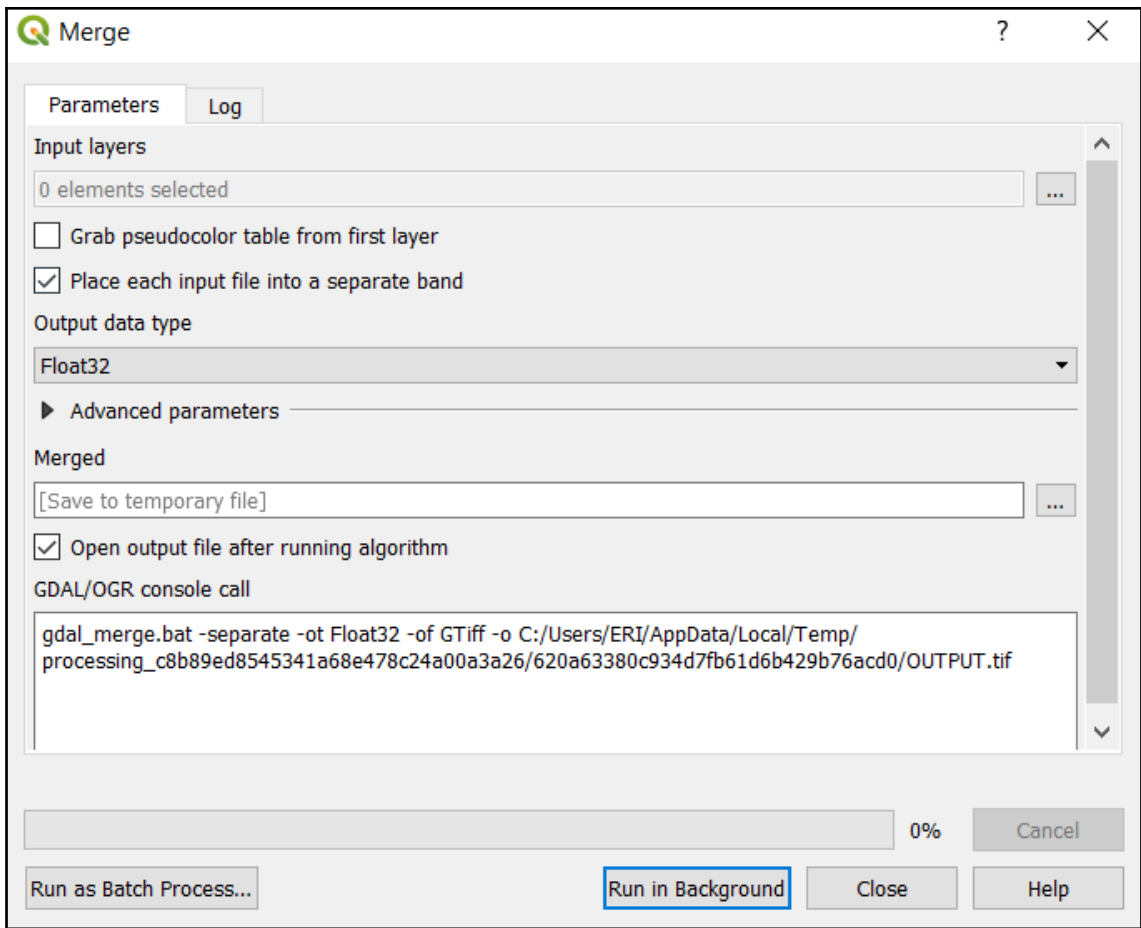 Merge
?
Parameters
Log
Input layers
0 elements selected
...
Grab pseudocolor table from first layer
Place each input file into a separate band
Output data type
Float32
Advanced parameters
Merged
[Save to temporary file]
...
Open output file after running algorithm
GDAL/OGR console call
gdal_merge.bat -separate -ot Float32 -of GTiff -o C:/Users/ERI/AppData/Local/Temp/
processing_c8b89ed8545341a68e478c24a00a3a26/620a63380c934d7fb61d6b429b76acd0/OUTPUT.tif
0%
Cancel
Run as Batch Process...
Run in Background
Close
Help